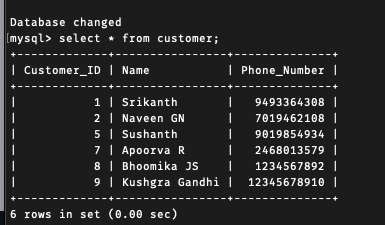 Database changed
mysql> select * from customer;
+-------------+---------------+--------------+
| Customer_ID | Name          | Phone_Number |
+-------------+---------------+--------------+
|           1 | Srikanth      |   9493364308 |
|           2 | Naveen GN     |   7019462108 |
|           5 | Sushanth      |   9019854934 |
|           7 | Apoorva R     |   2468013579 |
|           8 | Bhoomika JS   |   1234567892 |
|           9 | Kushgra Gandhi | 12345678910 |
+-------------+---------------+--------------+
6 rows in set (0.00 sec)